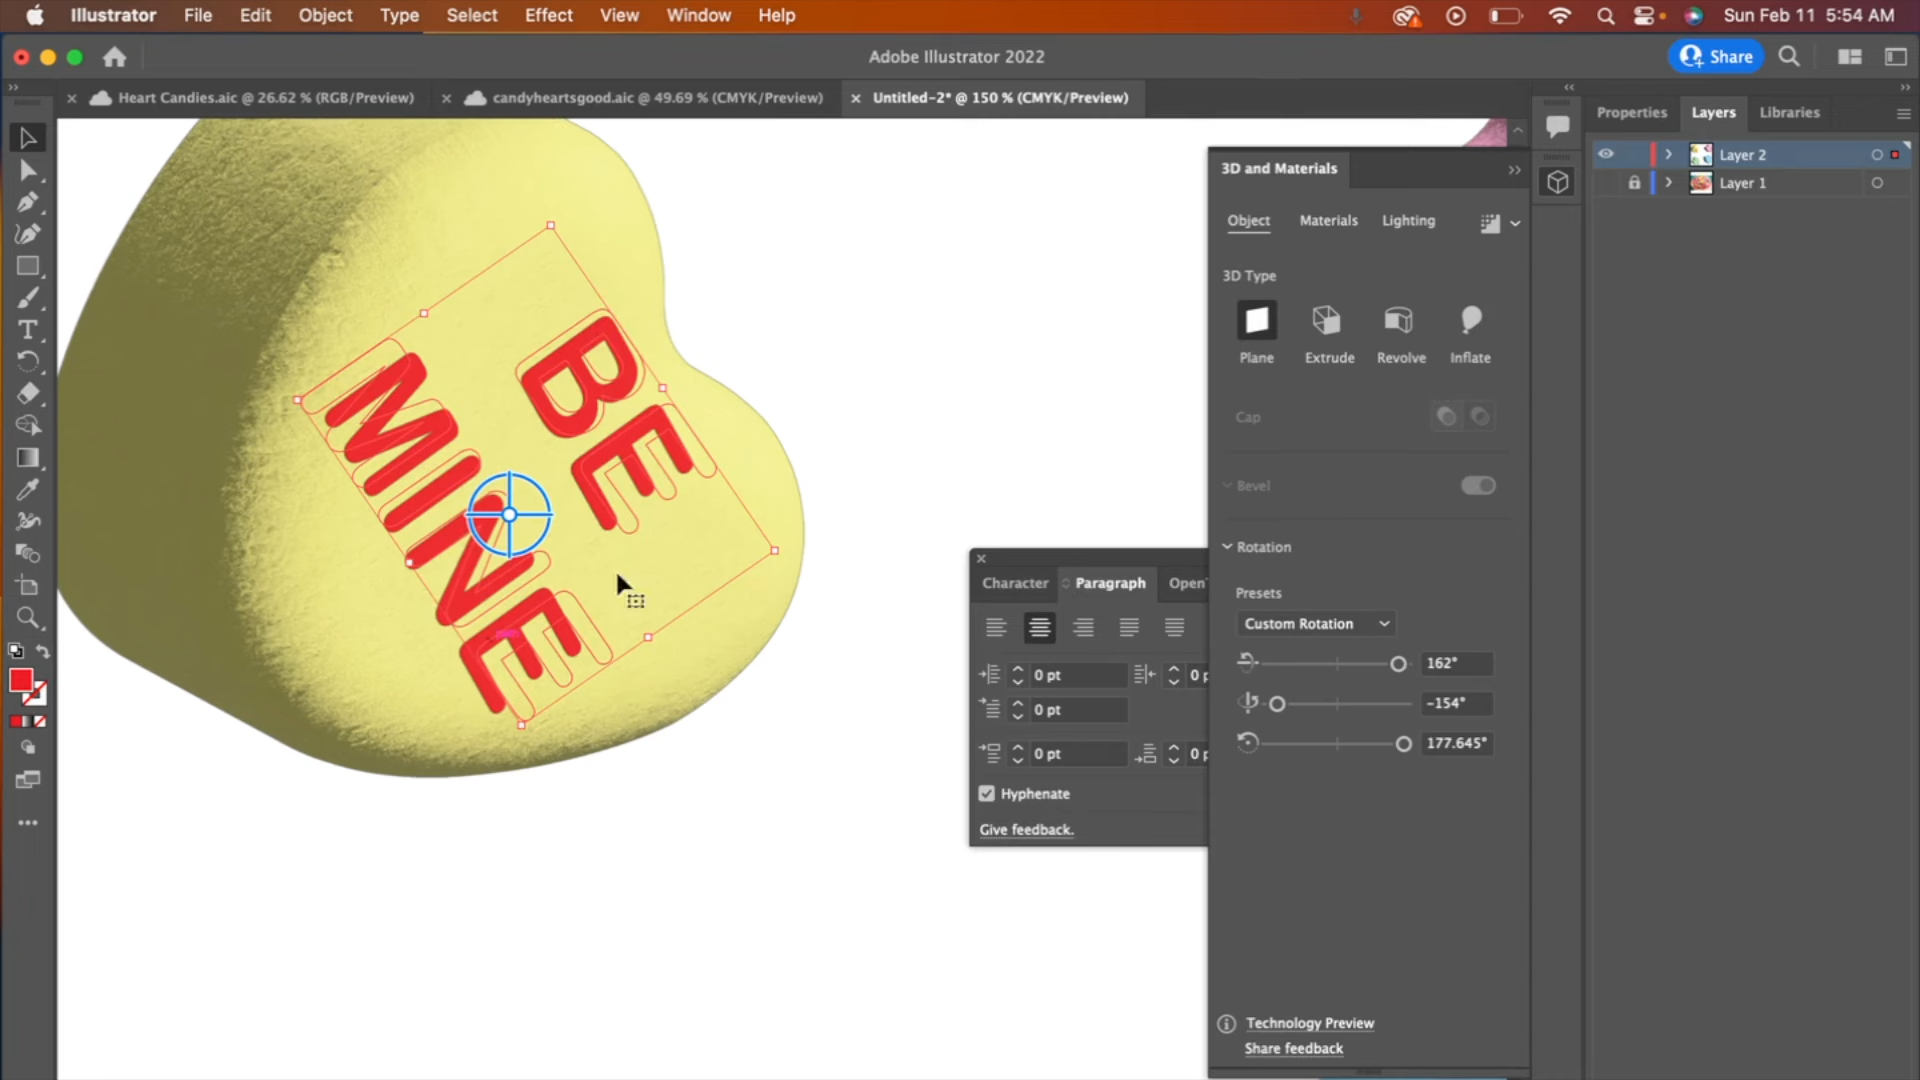 Illustrator File Edit Object Type Select Effect View Window Help Sun Feb 11 5:54 AM
Adobe Illustrator 2022 Share
Heart Candies.aic @ 26.62 % (RGB/Preview) candyheartsgood.aic @ 49.69 % (CMYK/Preview) Untitled-2* @ 150 % (CMYK/Preview)
Properties Layers Libraries
Layer 2
Layer 1
3D and Materials
Object Materials Lighting
3D Type
Plane Extrude Revolve Inflate
Cap
Bevel
Rotation
Presets
Custom Rotation
162°
-154°
177.645°
Technology Preview
Share feedback
Character Paragraph Open
0 pt 0 p
0 pt
0 pt 0 p
Hyphenate
Give feedback.
BE
MINE